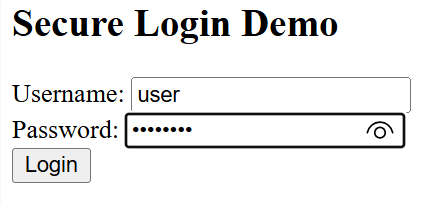 Secure Login Demo
Username: user
Password: ••••••••
Login